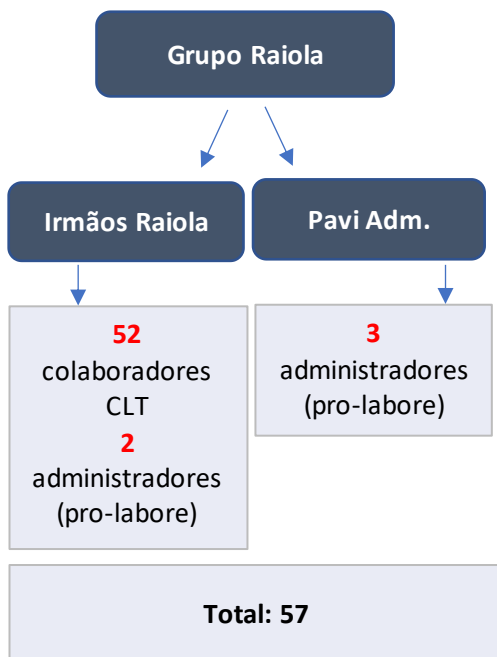 Grupo Raiola
Irmãos Raiola
Pavi Adm.
52
colaboradores
CLT
2
administradores
(pro-labore)
3
administradores
(pro-labore)
Total: 57